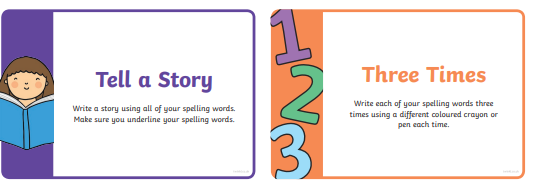 Tell a Story
Write a story using all of your spelling words.
Make sure you underline your spelling words.
1
2
3
Three Times
Write each of your spelling words three
times using a different coloured crayon or
pen each time.